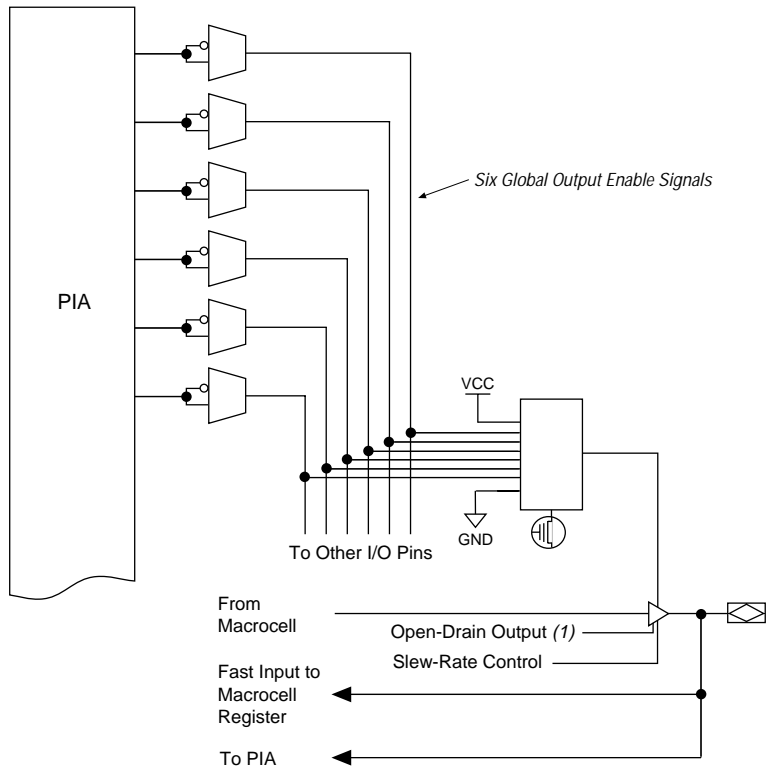 Six Global Output Enable Signals
PIA
VCC
GND
To Other I/O Pins
From
Macrocell
Open-Drain Output (1)
Slew-Rate Control
Fast Input to
Macrocell
Register
To PIA